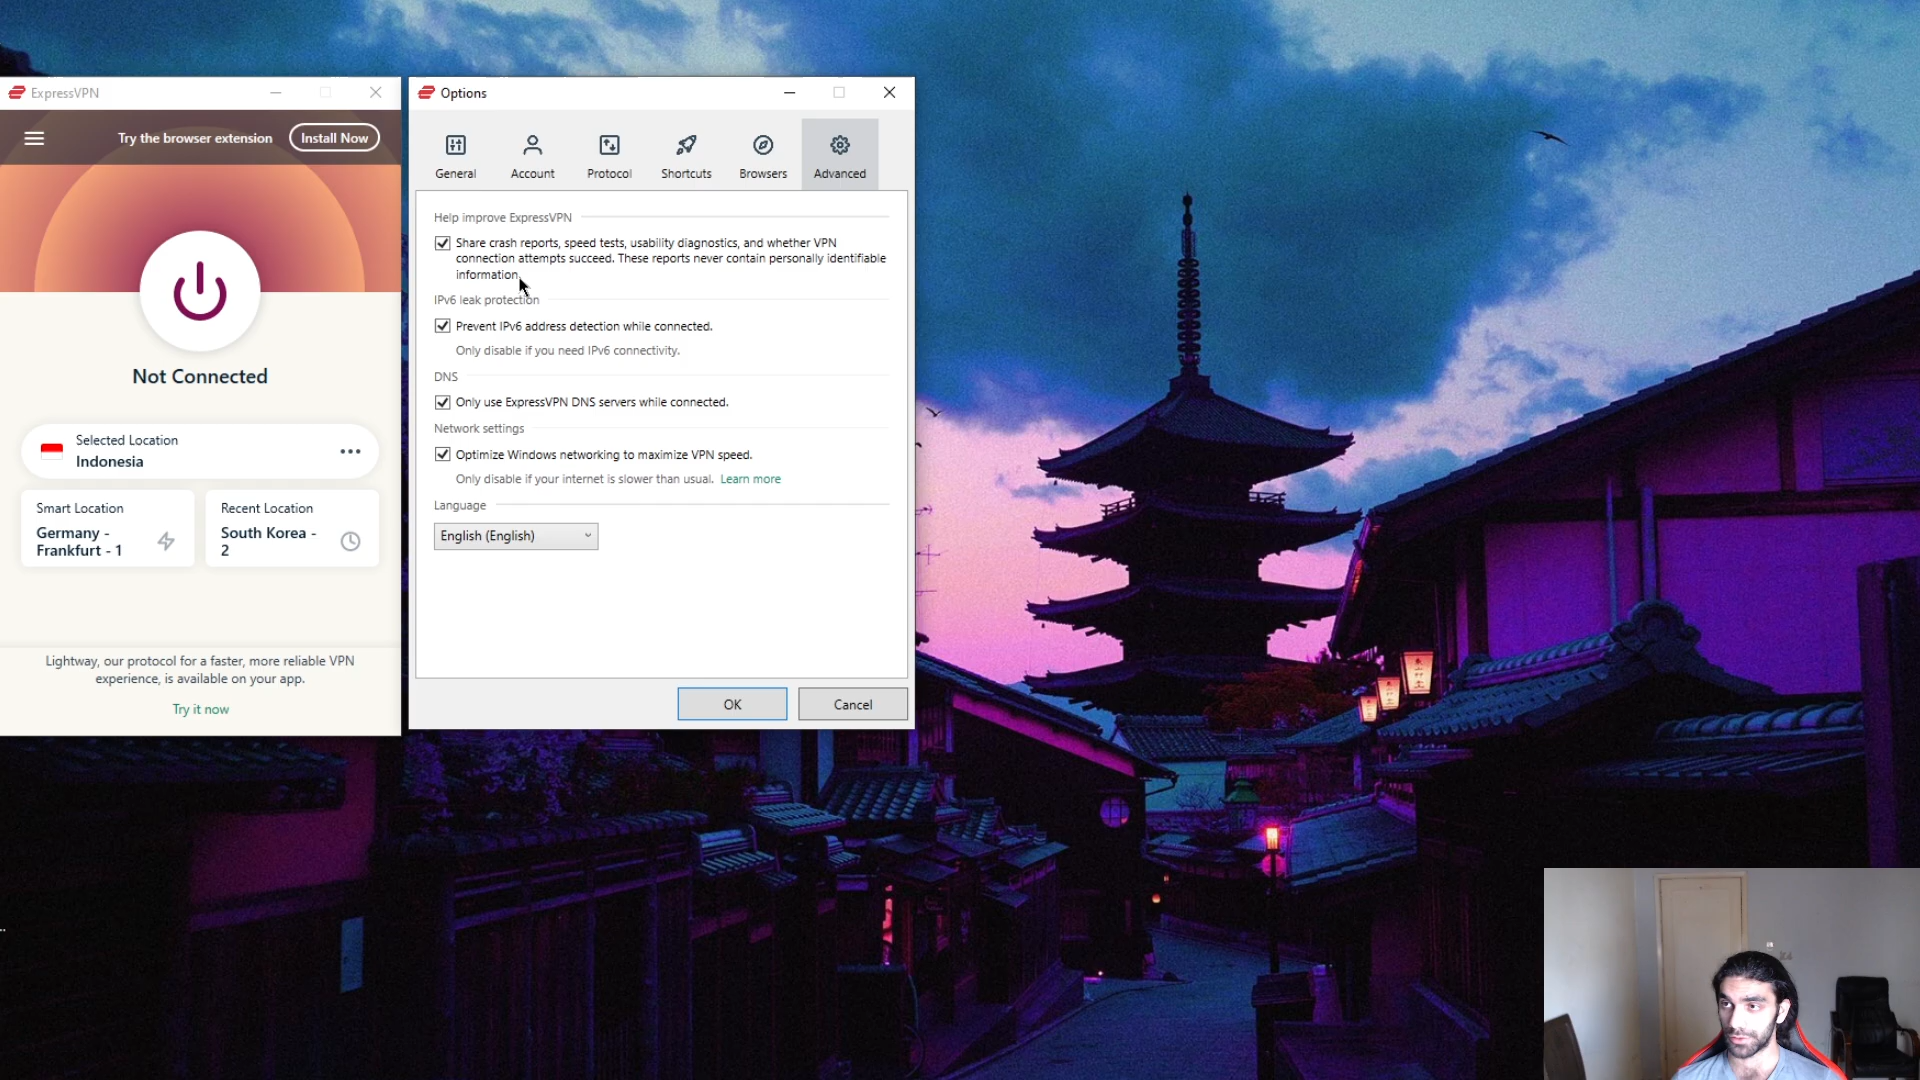 ExpressVPN
Try the browser extension
Install Now
Not Connected
Selected Location
Indonesia
Smart Location
Germany -
Frankfurt - 1
Recent Location
South Korea -
2
Lightway, our protocol for a faster, more reliable VPN
experience, is available on your app.
Try it now
Options
General
Account
Protocol
Shortcuts
Browsers
Advanced
Help improve ExpressVPN
Share crash reports, speed tests, usability diagnostics, and whether VPN
connection attempts succeed. These reports never contain personally identifiable
information.
IPv6 leak protection
Prevent IPv6 address detection while connected.
Only disable if you need IPv6 connectivity.
DNS
Only use ExpressVPN DNS servers while connected.
Network settings
Optimize Windows networking to maximize VPN speed.
Only disable if your internet is slower than usual. Learn more
Language
English (English)
OK
Cancel